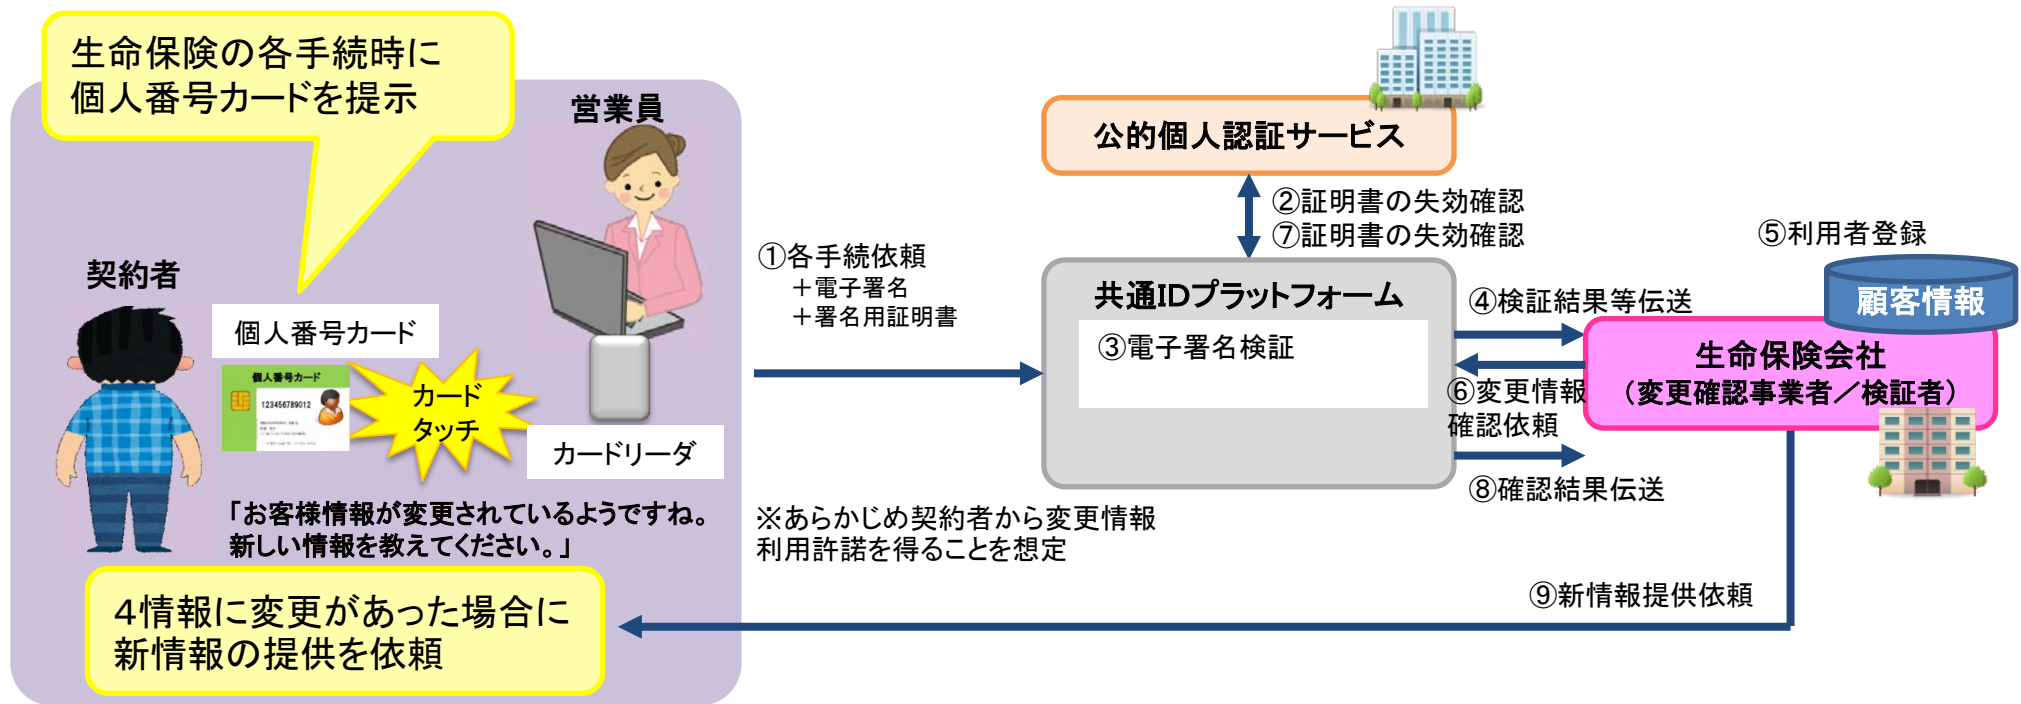 生命保険の各手続時に
個人番号カードを提示
営業員
契約者
個人番号カード
個人番号カード
123456789012
カード
タッチ
カードリーダ
「お客様情報が変更されているようですね。
新しい情報を教えてください。」
４情報に変更があった場合に
新情報の提供を依頼
①各手続依頼
＋電子署名
＋署名用証明書
※あらかじめ契約者から変更情報
利用許諾を得ることを想定
公的個人認証サービス
②証明書の失効確認
⑦証明書の失効確認
共通IDプラットフォーム
③電子署名検証
④検証結果等伝送
⑥変更情報
確認依頼
⑧確認結果伝送
⑤利用者登録
顧客情報
生命保険会社
（変更確認事業者／検証者）
⑨新情報提供依頼